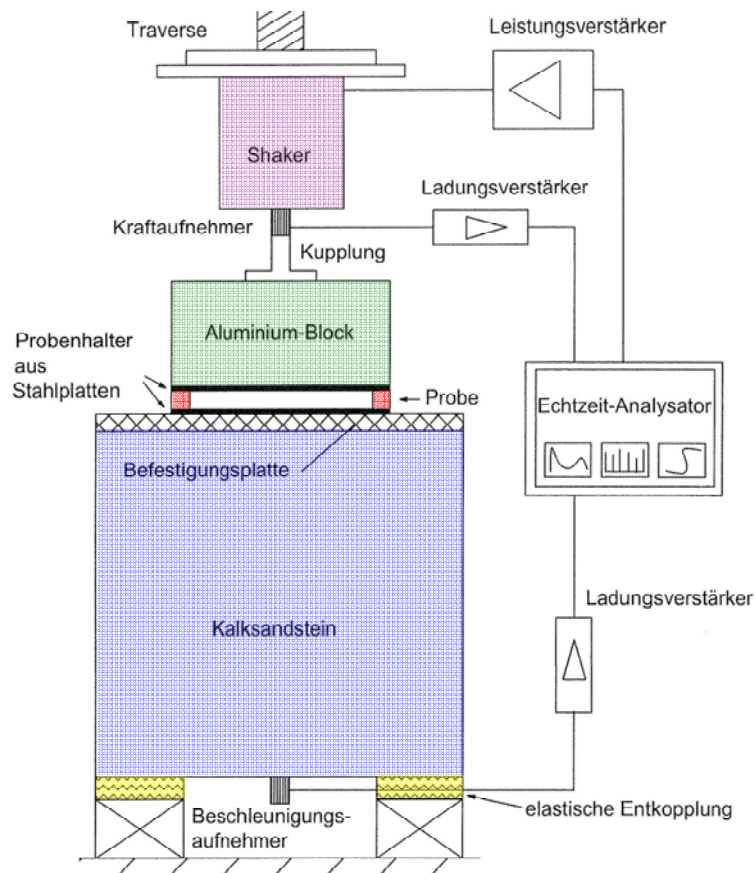 Traverse
Leistungsverstärker
Shaker
Ladungsverstärker
Kraftaufnehmer
Kupplung
Aluminium-Block
Probenhalter
aus
Stahlplatten
Probe
Echtzeit-Analysator
Befestigungsplatte
Kalksandstein
Ladungsverstärker
Beschleunigungs-
aufnehmer
elastische Entkopplung